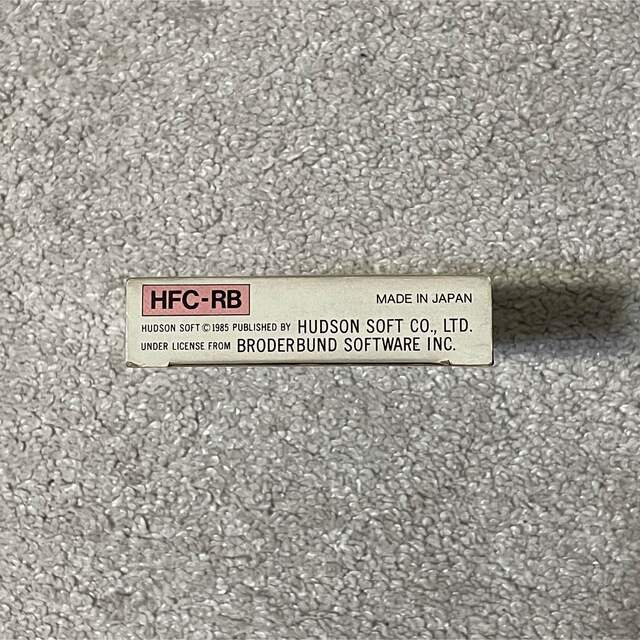 HFC-RB MADE IN JAPAN
HUDSON SOFT ©1985 PUBLISHED BY HUDSON SOFT CO., LTD.
UNDER LICENSE FROM BRODERBUND SOFTWARE INC.